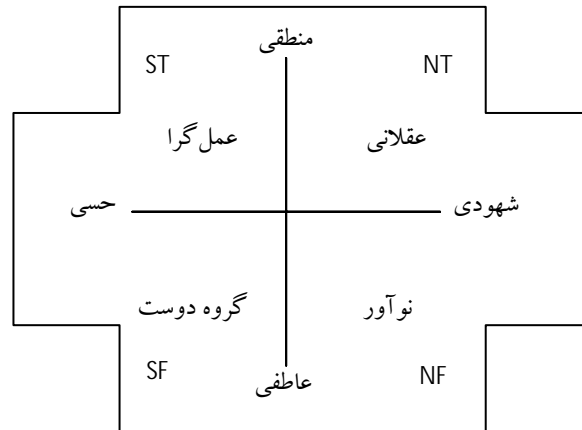 منطقی
ST
NT
عمل‌گرا
عقلانی
حسی
شهودی
گروه دوست
نوآور
SF
عاطفی
NF